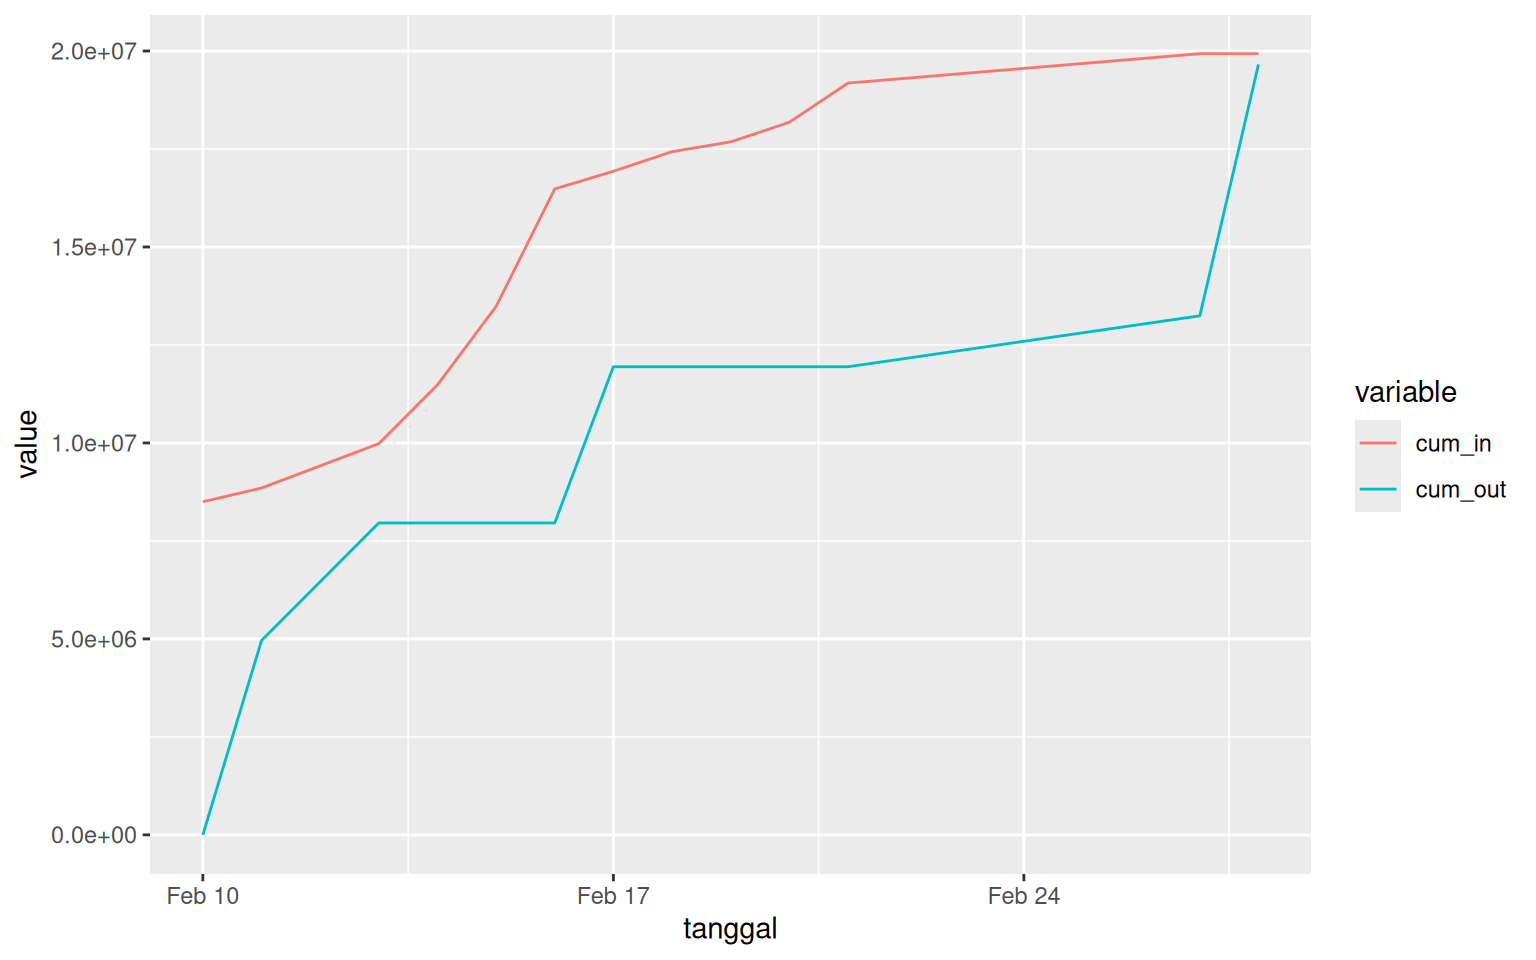 2.0e+07
1.5e+07
1.0e+07
5.0e+06
0.0e+00
value
Feb 10
Feb 17
Feb 24
tanggal
variable
cum_in
cum_out